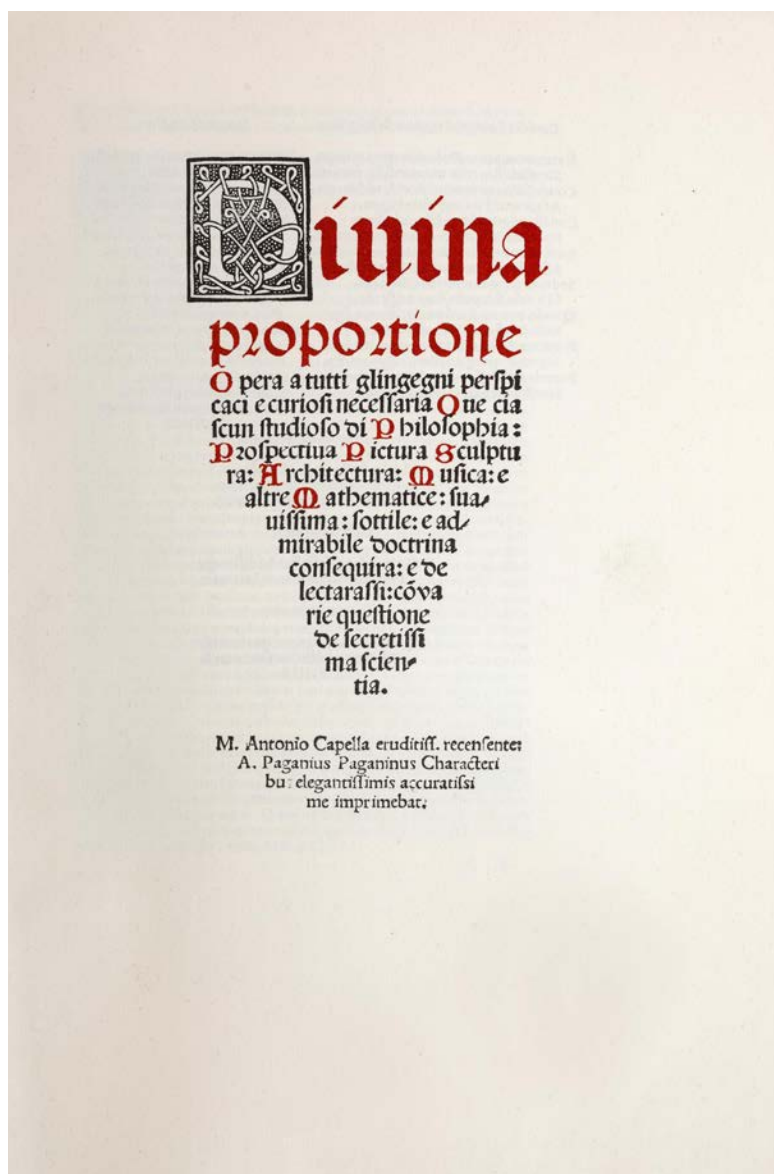 Diuina
proportione
Opera a tutti glingegni perspi
caci e curiosi necessaria Oue cia
scun studioso di Philosophia:
Prospectiua Pictura Sculptu
ra: Architectura: Musica: e
altre Mathematice: sua-
uissima: sottile: e ad-
mirabile doctrina
consequira: e de
lectarassi: cõva
rie questione
de secretissi
ma scien-
tia.
M. Antonio Capella eruditiss. recensente:
A. Paganius Paganinus Characteri
bu: elegantissimis accuratissi
me imprimebat.